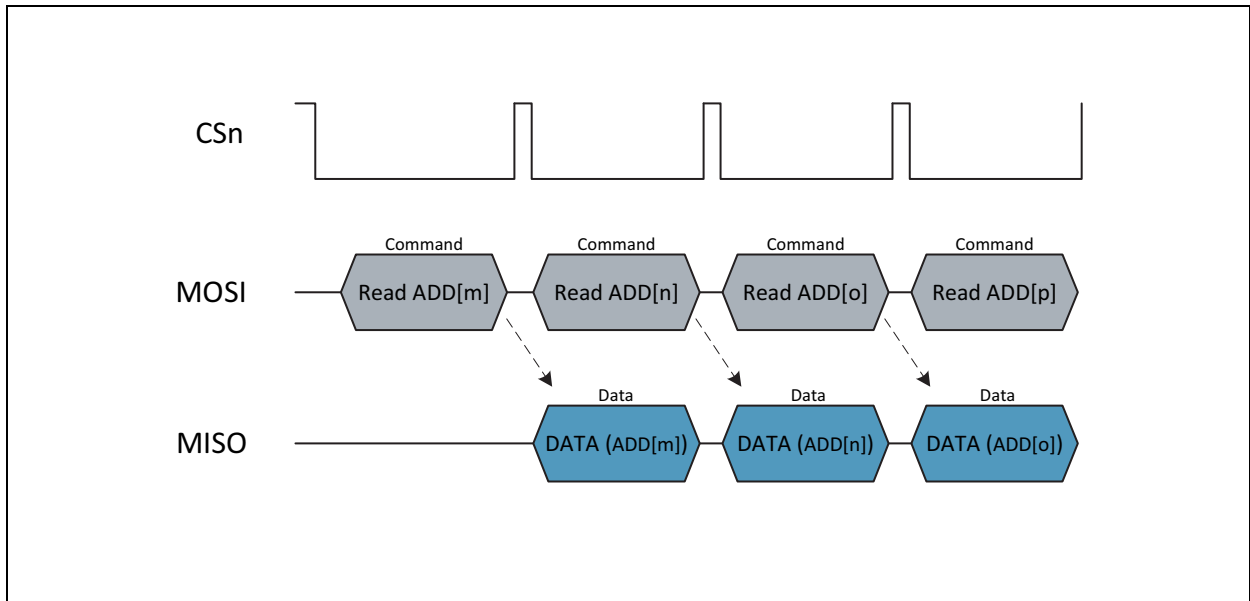 CSn
Command Command Command Command
MOSI Read ADD[m] Read ADD[n] Read ADD[o] Read ADD[p]
Data Data Data
MISO DATA (ADD[m]) DATA (ADD[n]) DATA (ADD[o])